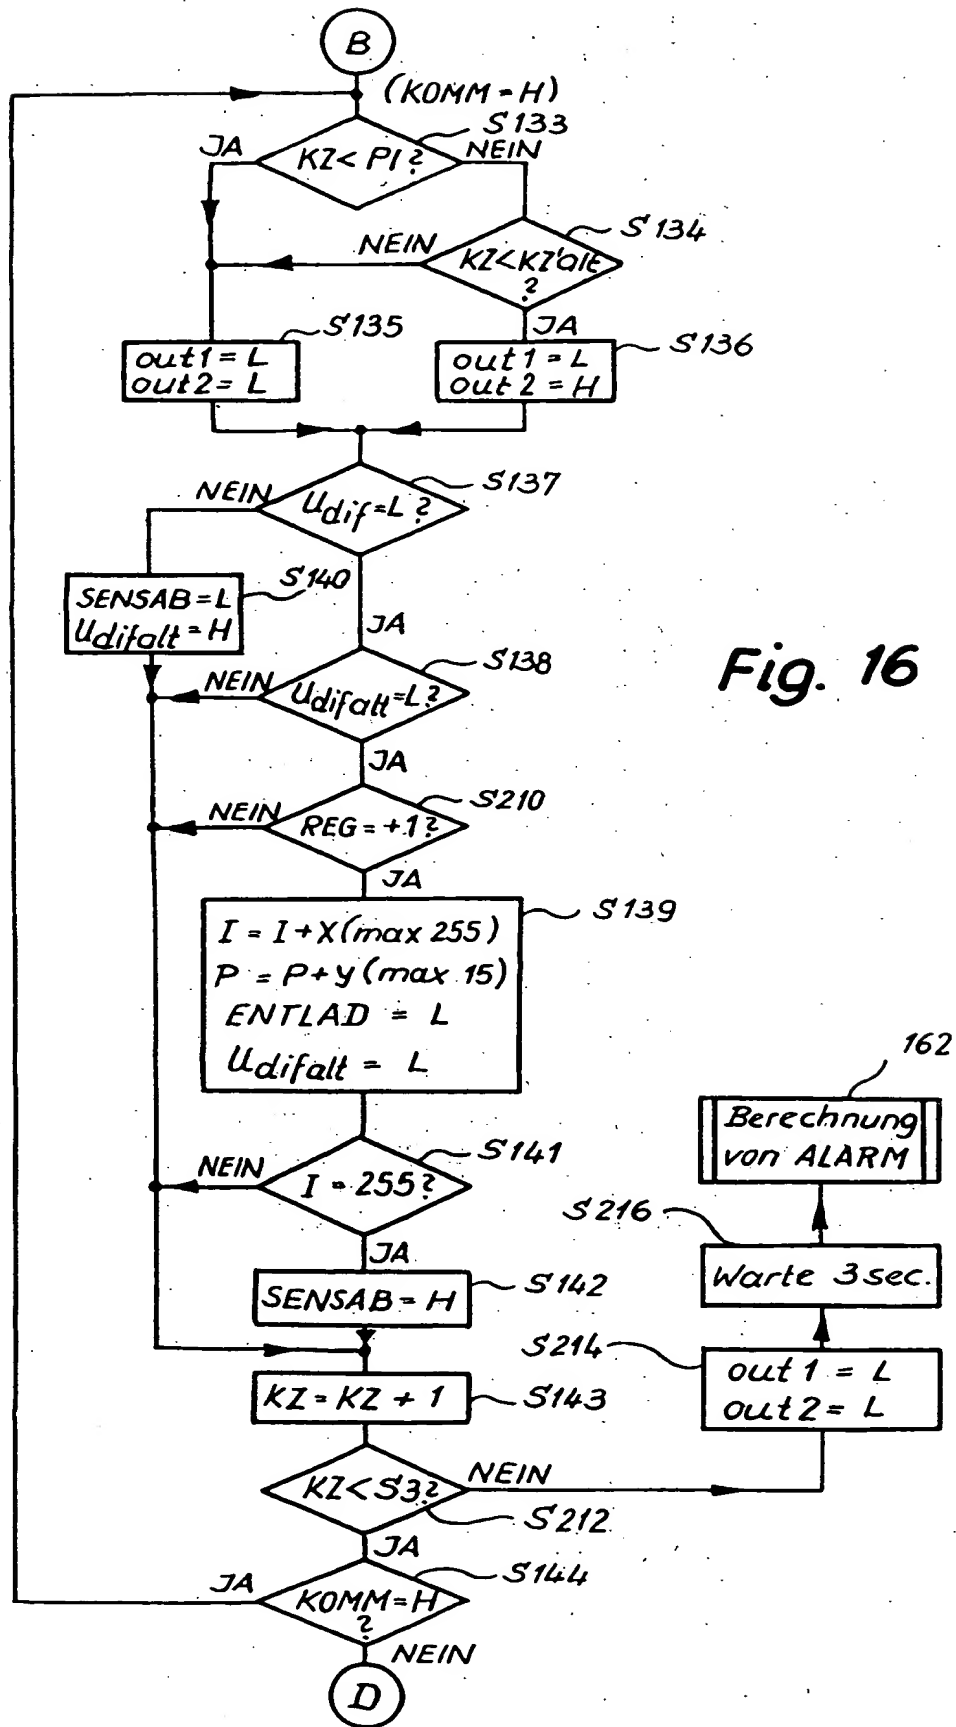 B
(KOMM=H)
S133
JA
KZ< PI?
NEIN
S134
NEIN
KZ<KZ'alt
?
JA
S135
out1=L
out2=L
S136
out1=L
out2=H
S137
NEIN
Udif=L?
S140
SENSAB=L
Udifalt=H
JA
S138
NEIN
Udifalt=L?
JA
S210
NEIN
REG=+1?
JA
S139
I = I+X(max 255)
P = P+y(max 15)
ENTLAD = L
Udifalt = L
162
Berechnung
von ALARM
S141
NEIN
I = 255?
JA
S216
Warte 3sec.
S142
SENSAB=H
S214
out1 = L
out2 = L
KZ=KZ + 1
S143
KZ<S3?
NEIN
S212
JA
S144
JA
KOMM=H
?
NEIN
D
Fig. 16